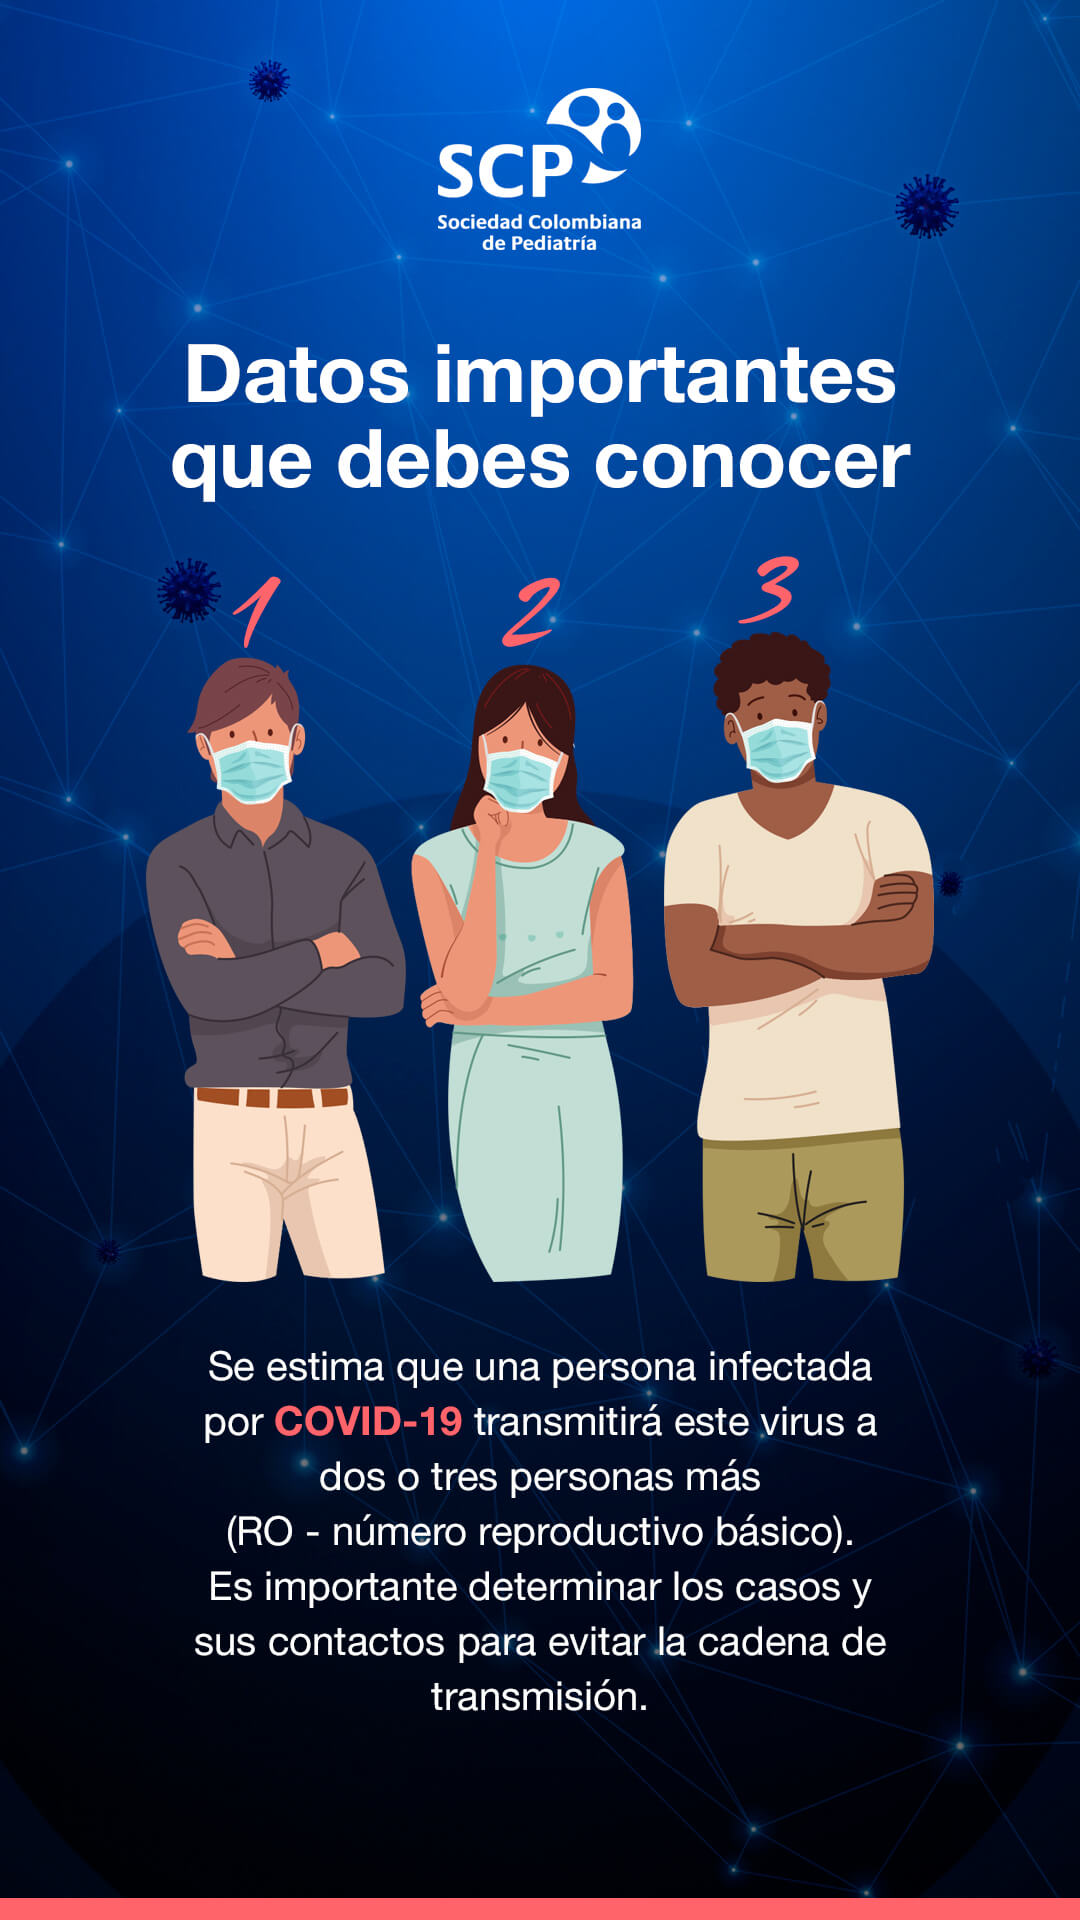 SCP
Sociedad Colombiana
de Pediatría
Datos importantes
que debes conocer
1
2
3
Se estima que una persona infectada
por COVID-19 transmitirá este virus a
dos o tres personas más
(RO - número reproductivo básico).
Es importante determinar los casos y
sus contactos para evitar la cadena de
transmisión.